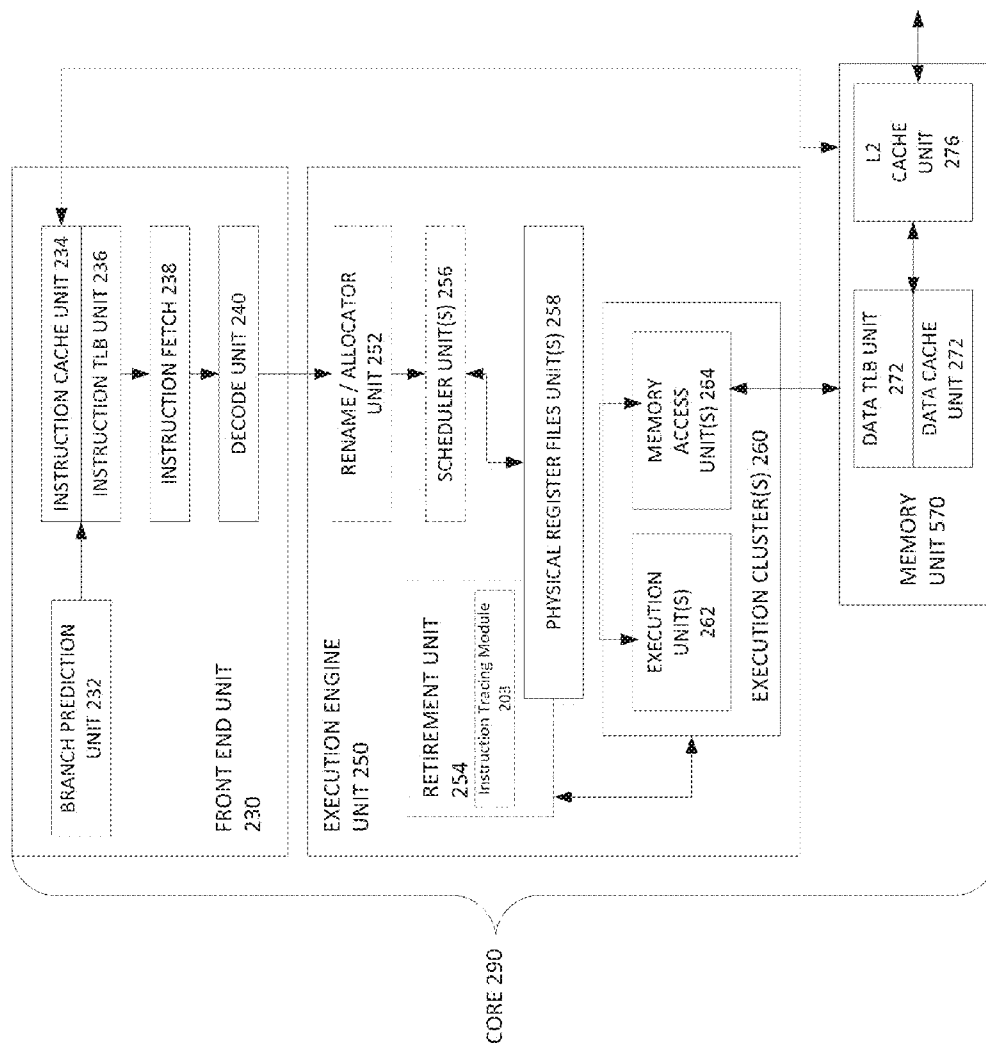 CORE 290
BRANCH PREDICTION
UNIT 232
INSTRUCTION CACHE UNIT 234
INSTRUCTION TLB UNIT 236
INSTRUCTION FETCH 238
DECODE UNIT 240
FRONT END UNIT
230
EXECUTION ENGINE
UNIT 250
RENAME / ALLOCATOR
UNIT 252
SCHEDULER UNIT(S) 256
RETIREMENT UNIT
254
Instruction Tracing Module
208
PHYSICAL REGISTER FILES UNIT(S) 258
EXECUTION
UNIT(S)
262
MEMORY
ACCESS
UNIT(S) 264
EXECUTION CLUSTER(S) 260
DATA TLB UNIT
272
DATA CACHE
UNIT 272
L2
CACHE
UNIT
276
MEMORY
UNIT 570